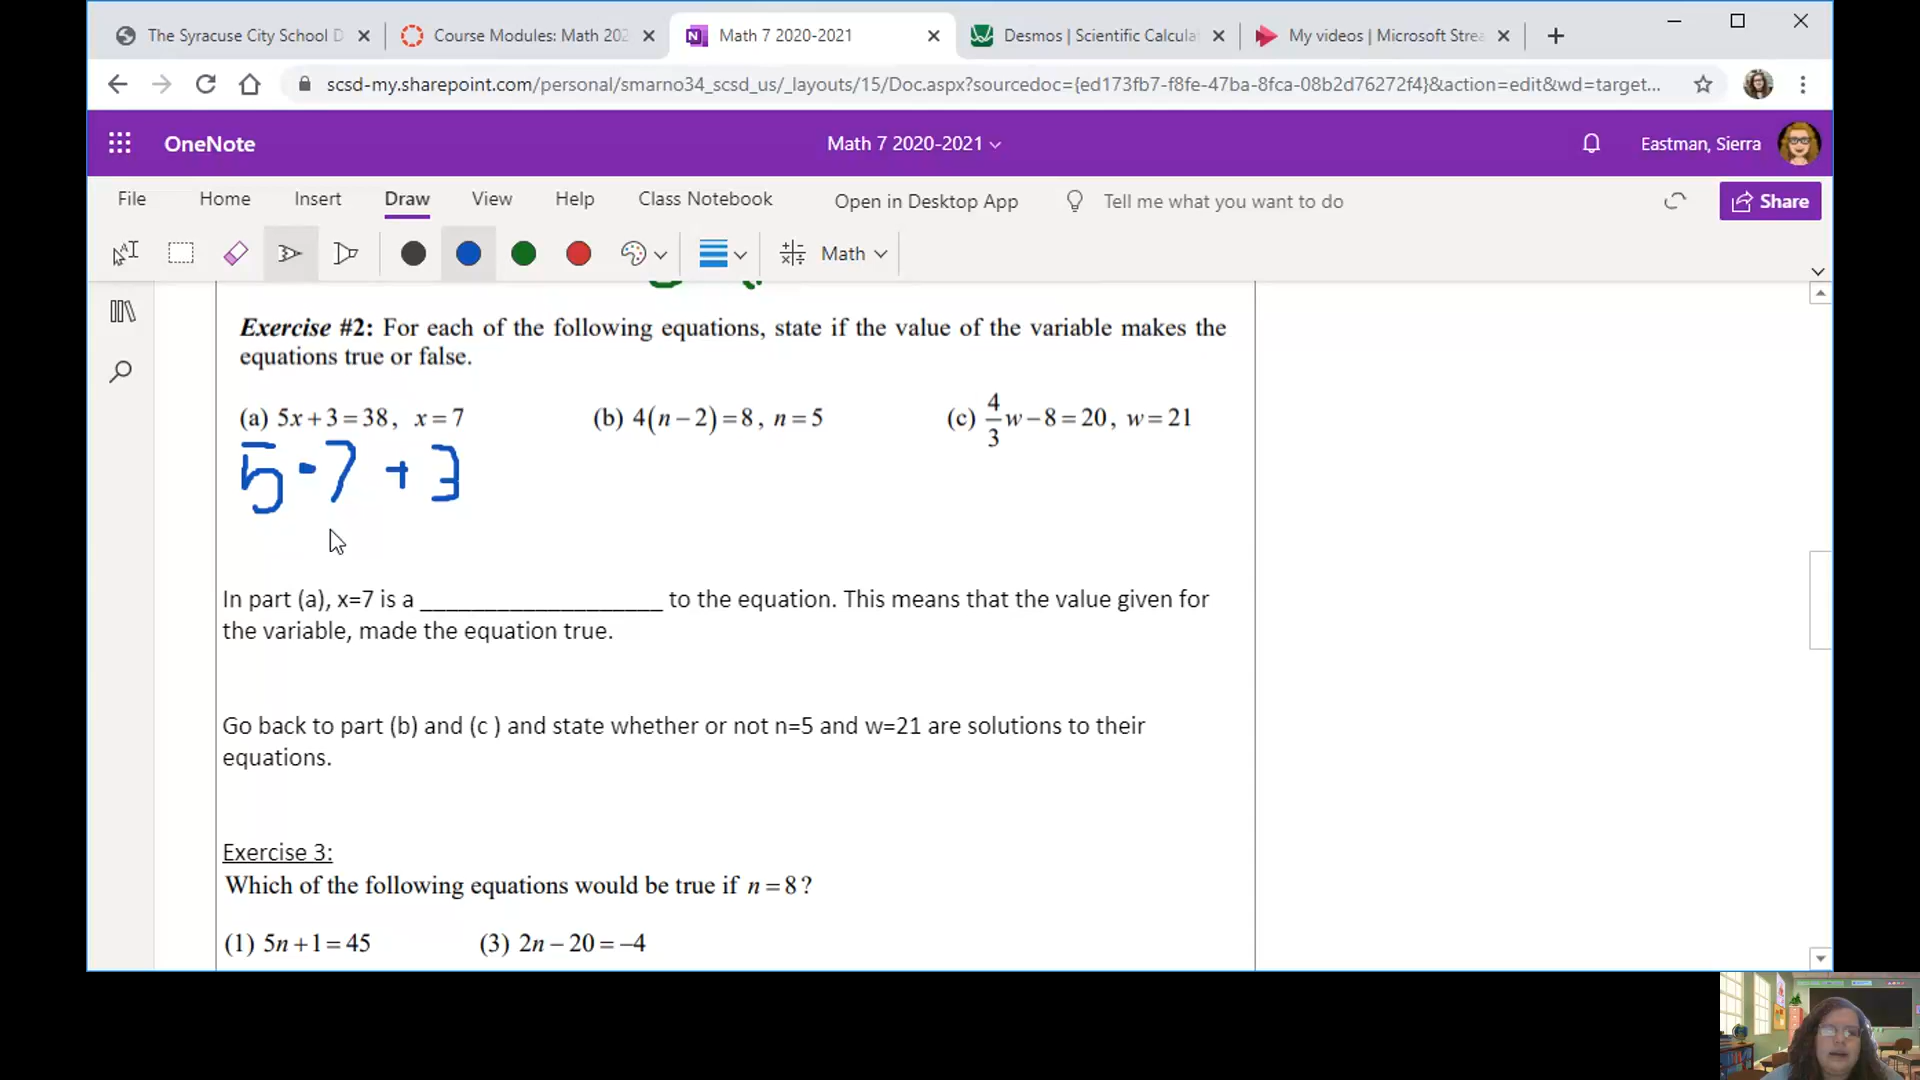 The Syracuse City School D
Course Modules: Math 202
Math 7 2020-2021
Desmos | Scientific Calcula
My videos | Microsoft Strea
scsd-my.sharepoint.com/personal/smarno34_scsd_us/_layouts/15/Doc.aspx?sourcedoc={ed173fb7-f8fe-47ba-8fca-08b2d76272f4}&action=edit&wd=target...
OneNote
Math 7 2020-2021
Eastman, Sierra
File Home Insert Draw View Help Class Notebook Open in Desktop App Tell me what you want to do Share
Math
Exercise #2: For each of the following equations, state if the value of the variable makes the
equations true or false.
(a) 5x+3=38, x=7 (b) 4(n-2)=8, n=5 (c) 4/3 w-8=20, w=21
5·7 + 3
In part (a), x=7 is a ___________________ to the equation. This means that the value given for
the variable, made the equation true.
Go back to part (b) and (c ) and state whether or not n=5 and w=21 are solutions to their
equations.
Exercise 3:
Which of the following equations would be true if n=8?
(1) 5n+1=45 (3) 2n-20=-4